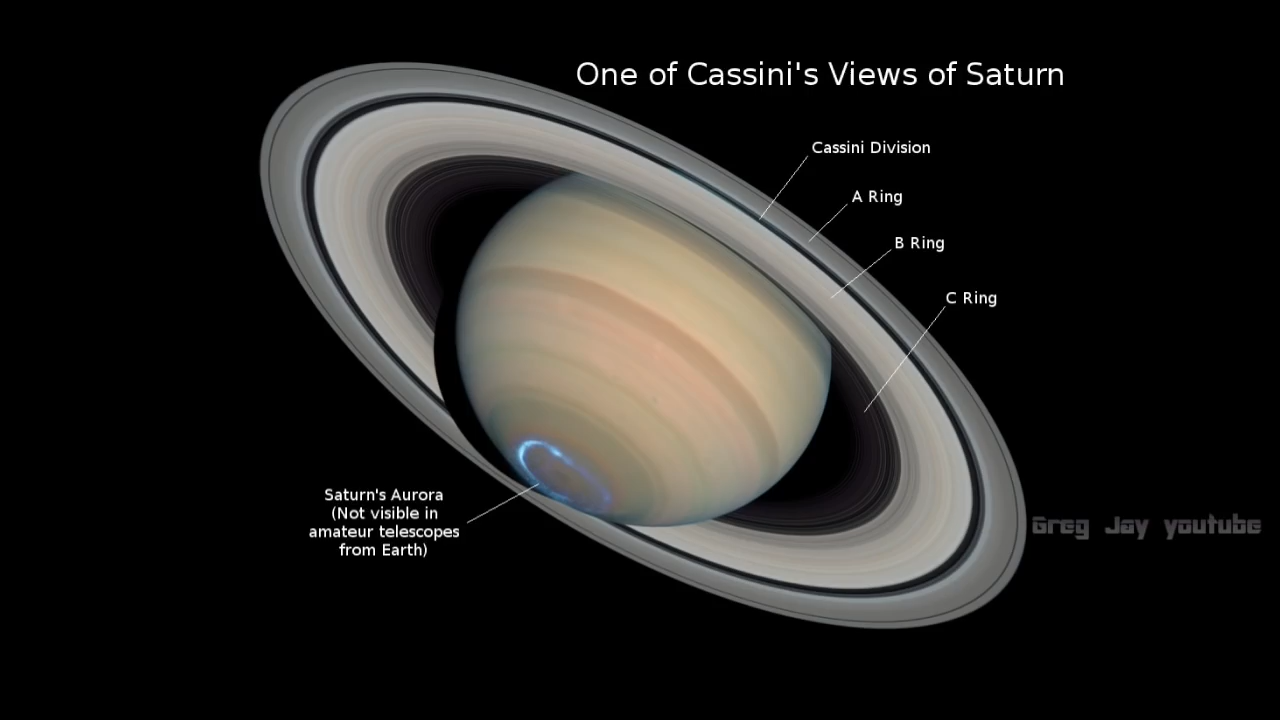 One of Cassini's Views of Saturn
Cassini Division
A Ring
B Ring
C Ring
Saturn's Aurora
(Not visible in
amateur telescopes
from Earth)
Greg Jay youtube